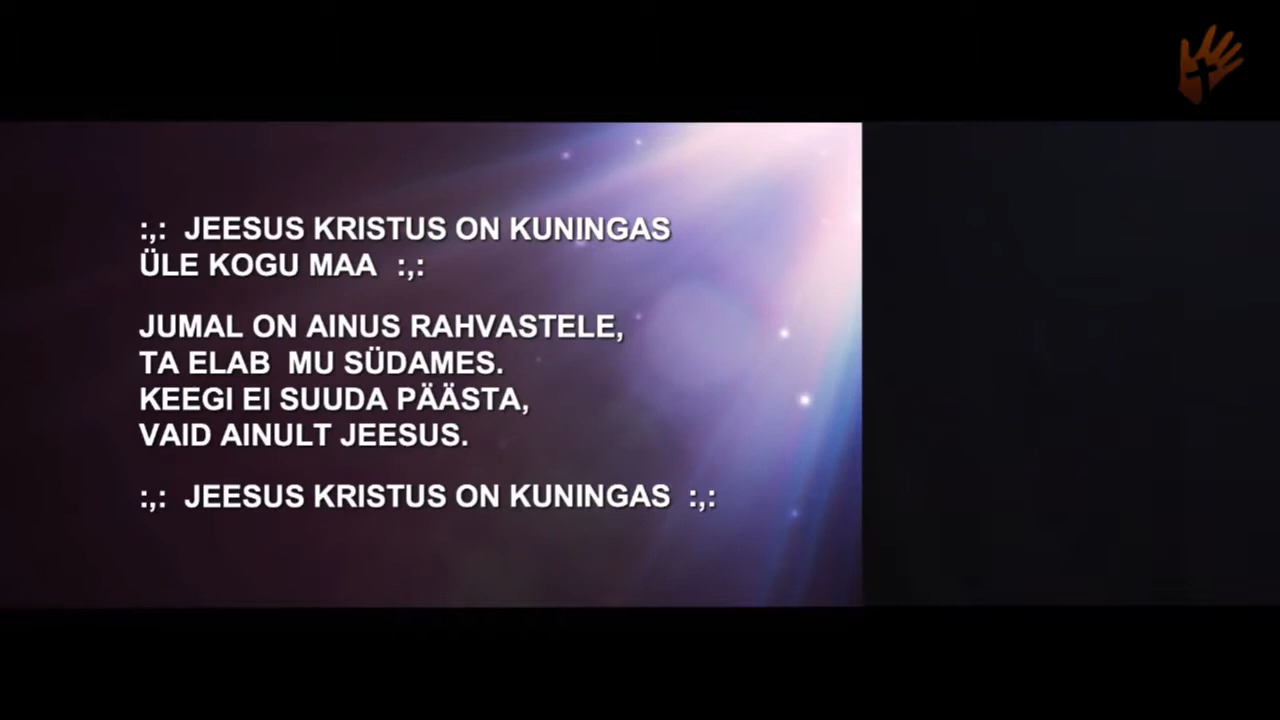 :,: JEESUS KRISTUS ON KUNINGAS
ÜLE KOGU MAA :,:
JUMAL ON AINUS RAHVASTELE,
TA ELAB MU SÜDAMES.
KEEGI EI SUUDA PÄÄSTA,
VAID AINULT JEESUS.
:,: JEESUS KRISTUS ON KUNINGAS :,: